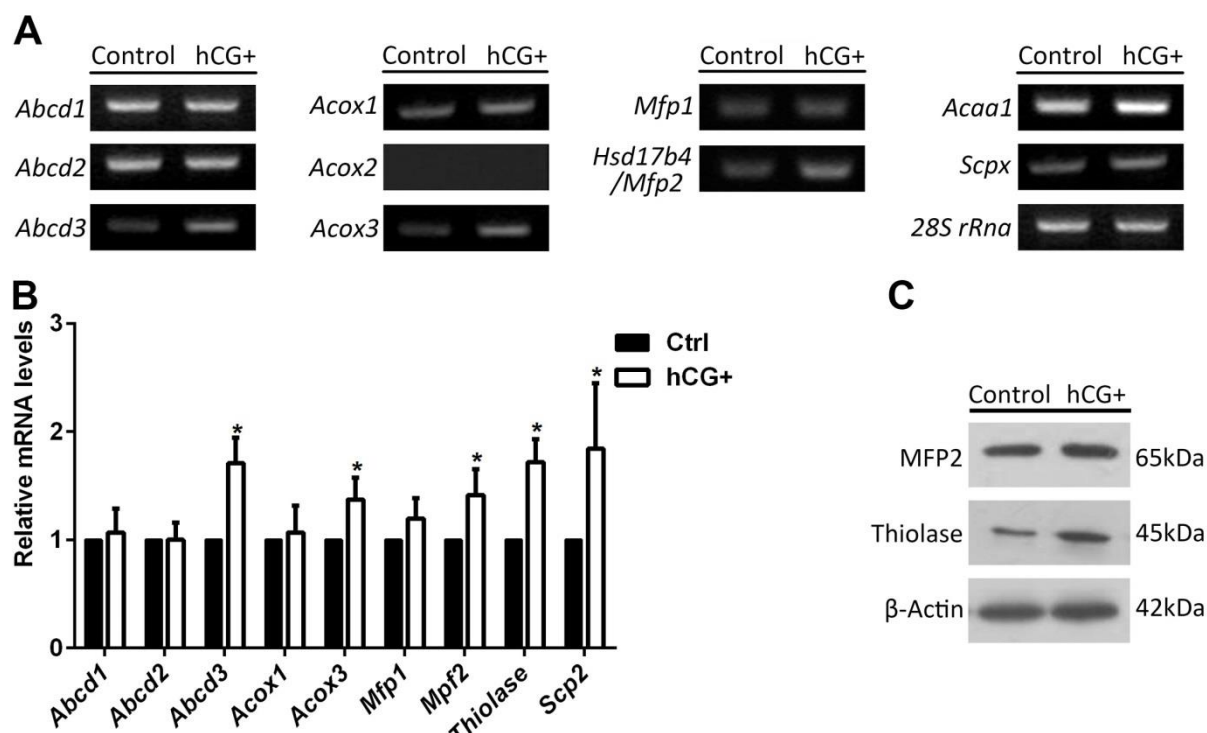 A
Control hCG+
Abcd1
Abcd2
Abcd3
Control hCG+
Acox1
Acox2
Acox3
Control hCG+
Mfp1
Hsd17b4
/Mfp2
Control hCG+
Acaa1
Scpx
28S rRna
B
Relative mRNA levels
3
2
1
0
Ctrl
hCG+
*
*
*
*
*
Abcd1
Abcd2
Abcd3
Acox1
Acox3
Mfp1
Mpf2
Thiolase
Scp2
C
Control hCG+
MFP2 65kDa
Thiolase 45kDa
β-Actin 42kDa